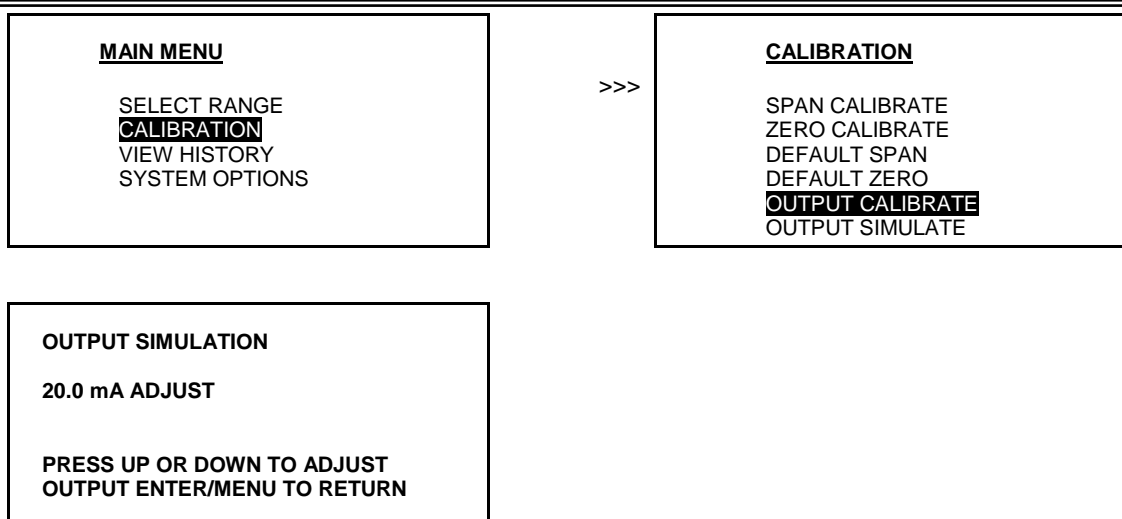 MAIN MENU
SELECT RANGE
CALIBRATION
VIEW HISTORY
SYSTEM OPTIONS
>>>
CALIBRATION
SPAN CALIBRATE
ZERO CALIBRATE
DEFAULT SPAN
DEFAULT ZERO
OUTPUT CALIBRATE
OUTPUT SIMULATE
OUTPUT SIMULATION
20.0 mA ADJUST
PRESS UP OR DOWN TO ADJUST
OUTPUT ENTER/MENU TO RETURN